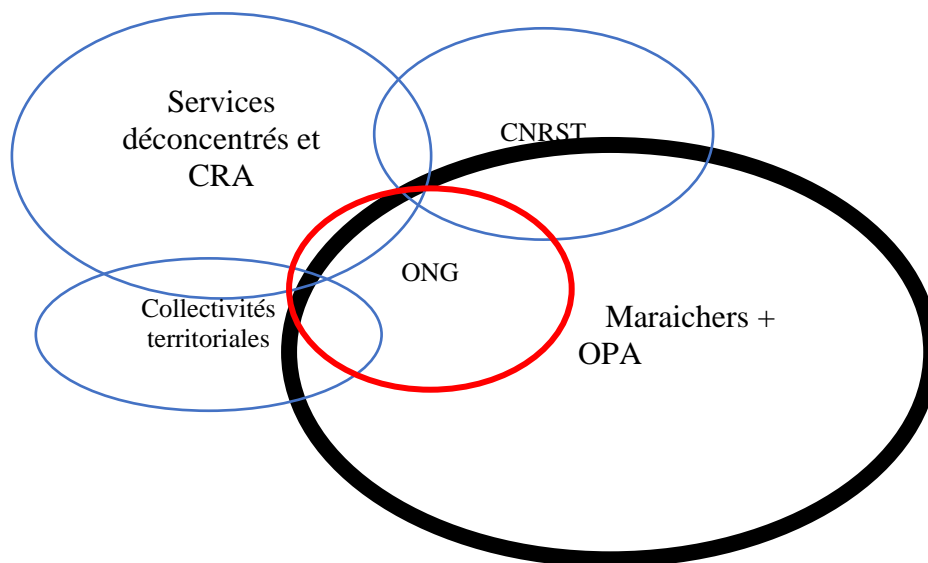 Services
déconcentrés et
CRA
CNRST
ONG
Collectivités
territoriales
Maraichers +
OPA